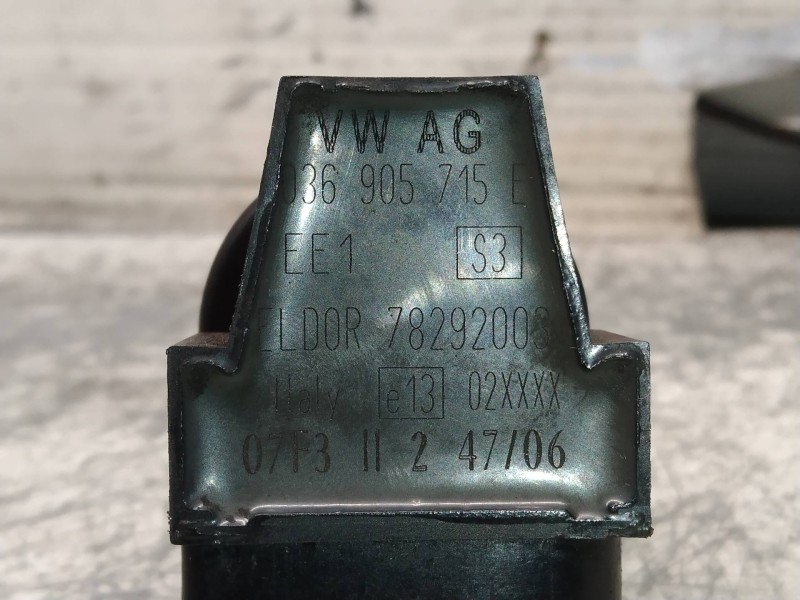 VW AG
036 905 715 E
EE1 S3
ELDOR 78292008
Italy e13 02XXXX
07F3 II 2 47/06